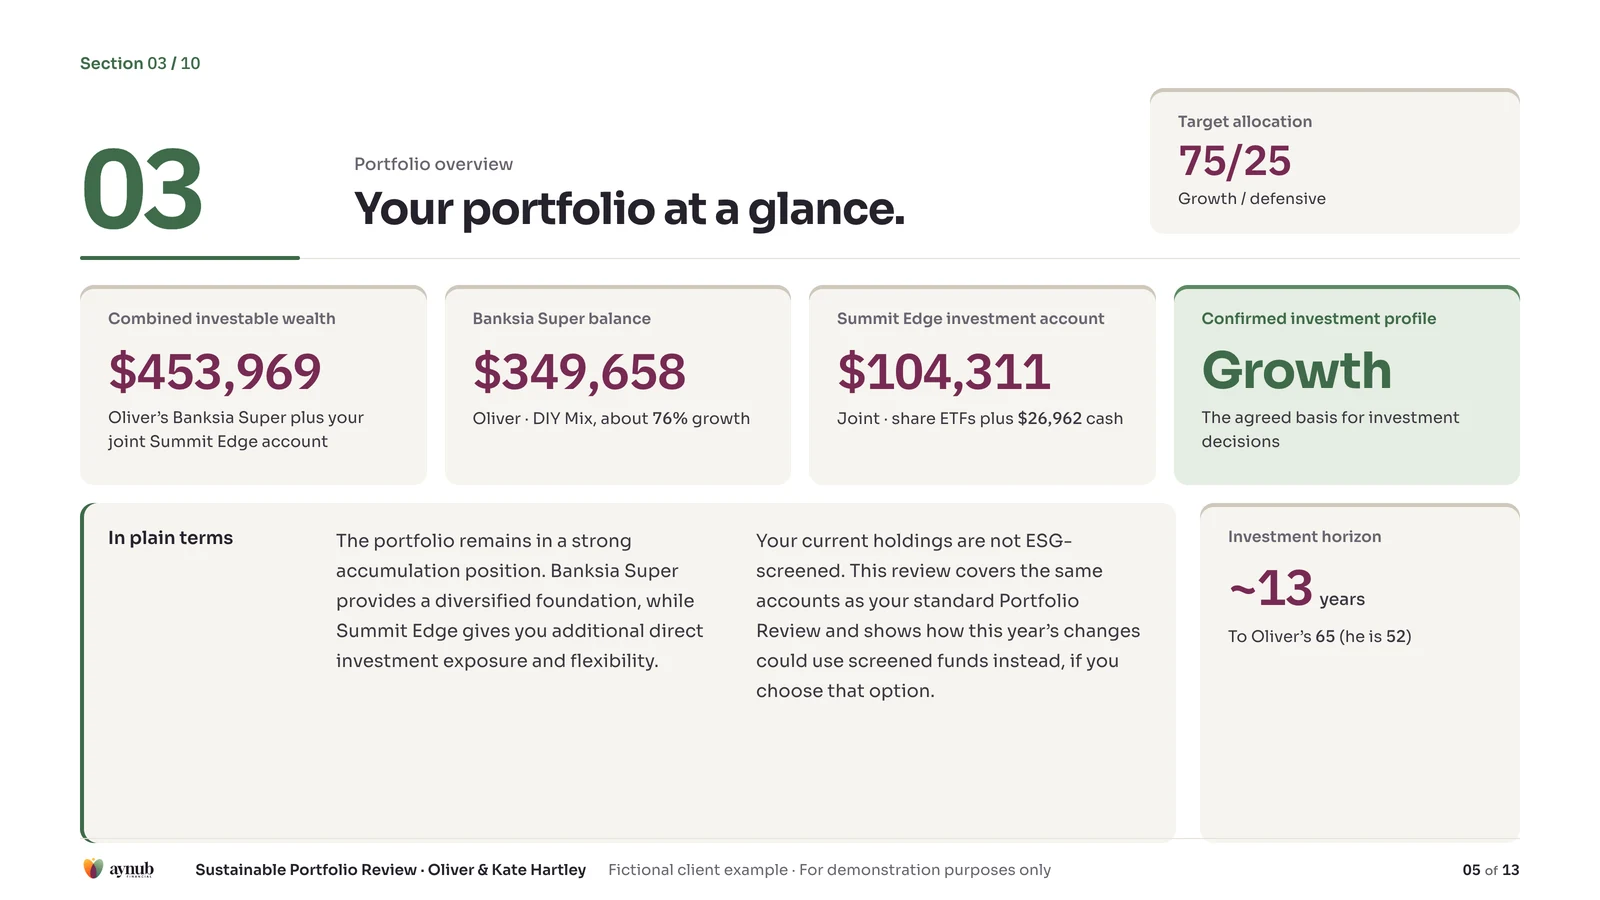 Section 03 / 10
03
Portfolio overview
Your portfolio at a glance.
Target allocation
75/25
Growth / defensive
Combined investable wealth
$453,969
Oliver’s Banksia Super plus your
joint Summit Edge account
Banksia Super balance
$349,658
Oliver · DIY Mix, about 76% growth
Summit Edge investment account
$104,311
Joint · share ETFs plus $26,962 cash
Confirmed investment profile
Growth
The agreed basis for investment
decisions
In plain terms
The portfolio remains in a strong
accumulation position. Banksia Super
provides a diversified foundation, while
Summit Edge gives you additional direct
investment exposure and flexibility.
Your current holdings are not ESG-
screened. This review covers the same
accounts as your standard Portfolio
Review and shows how this year’s changes
could use screened funds instead, if you
choose that option.
Investment horizon
~13 years
To Oliver’s 65 (he is 52)
aynub
FINANCIAL
Sustainable Portfolio Review · Oliver & Kate Hartley
Fictional client example · For demonstration purposes only
05 of 13